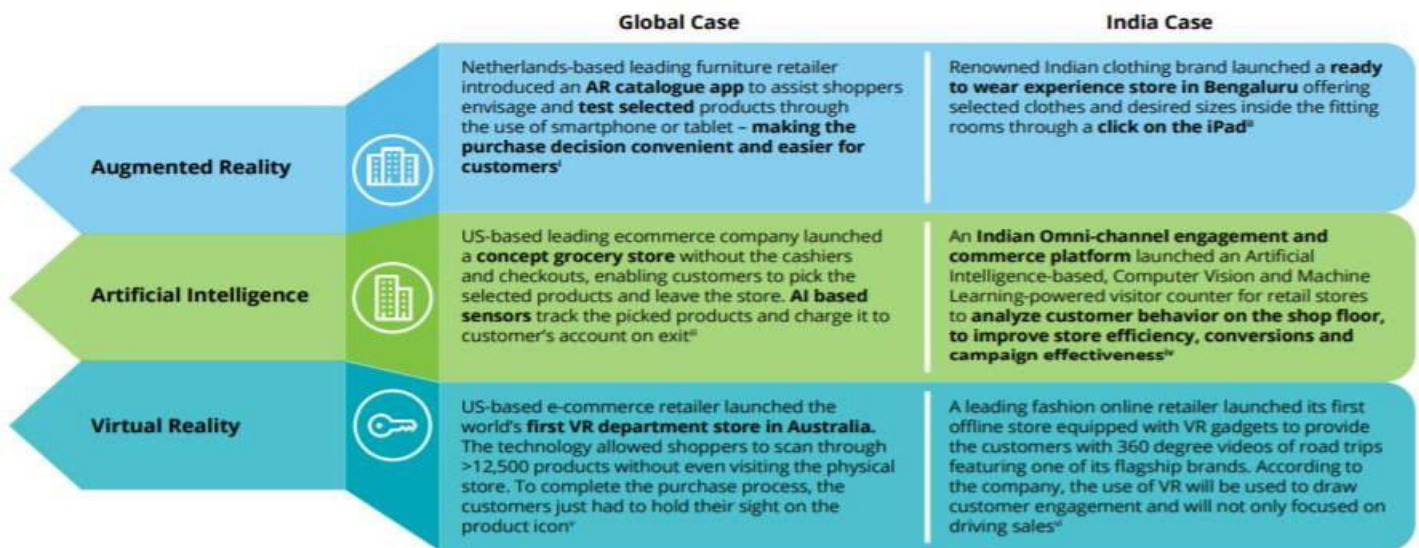 Global Case
India Case
Augmented Reality
Netherlands-based leading furniture retailer
introduced an AR catalogue app to assist shoppers
envisage and test selected products through
the use of smartphone or tablet – making the
purchase decision convenient and easier for
customersⁱ
Renowned Indian clothing brand launched a ready
to wear experience store in Bengaluru offering
selected clothes and desired sizes inside the fitting
rooms through a click on the iPadⁱⁱ
Artificial Intelligence
US-based leading ecommerce company launched
a concept grocery store without the cashiers
and checkouts, enabling customers to pick the
selected products and leave the store. AI based
sensors track the picked products and charge it to
customer's account on exitⁱⁱⁱ
An Indian Omni-channel engagement and
commerce platform launched an Artificial
Intelligence-based, Computer Vision and Machine
Learning-powered visitor counter for retail stores
to analyze customer behavior on the shop floor,
to improve store efficiency, conversions and
campaign effectivenessⁱᵛ
Virtual Reality
US-based e-commerce retailer launched the
world's first VR department store in Australia.
The technology allowed shoppers to scan through
>12,500 products without even visiting the physical
store. To complete the purchase process, the
customers just had to hold their sight on the
product iconᵛ
A leading fashion online retailer launched its first
offline store equipped with VR gadgets to provide
the customers with 360 degree videos of road trips
featuring one of its flagship brands. According to
the company, the use of VR will be used to draw
customer engagement and will not only focused on
driving salesᵛⁱ